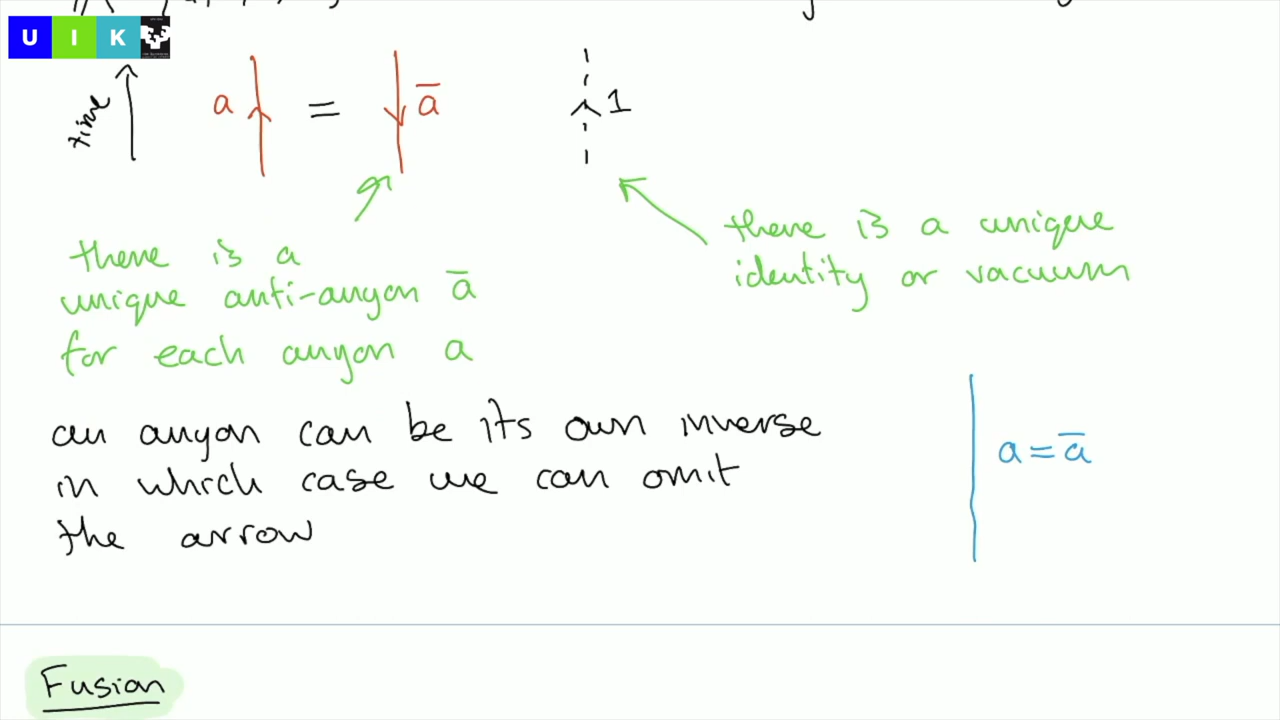 U I K
time
a = a̅
1
there is a
unique anti-anyon a̅
for each anyon a
there is a unique
identity or vacuum
an anyon can be its own inverse
in which case we can omit
the arrow
a = a̅
Fusion